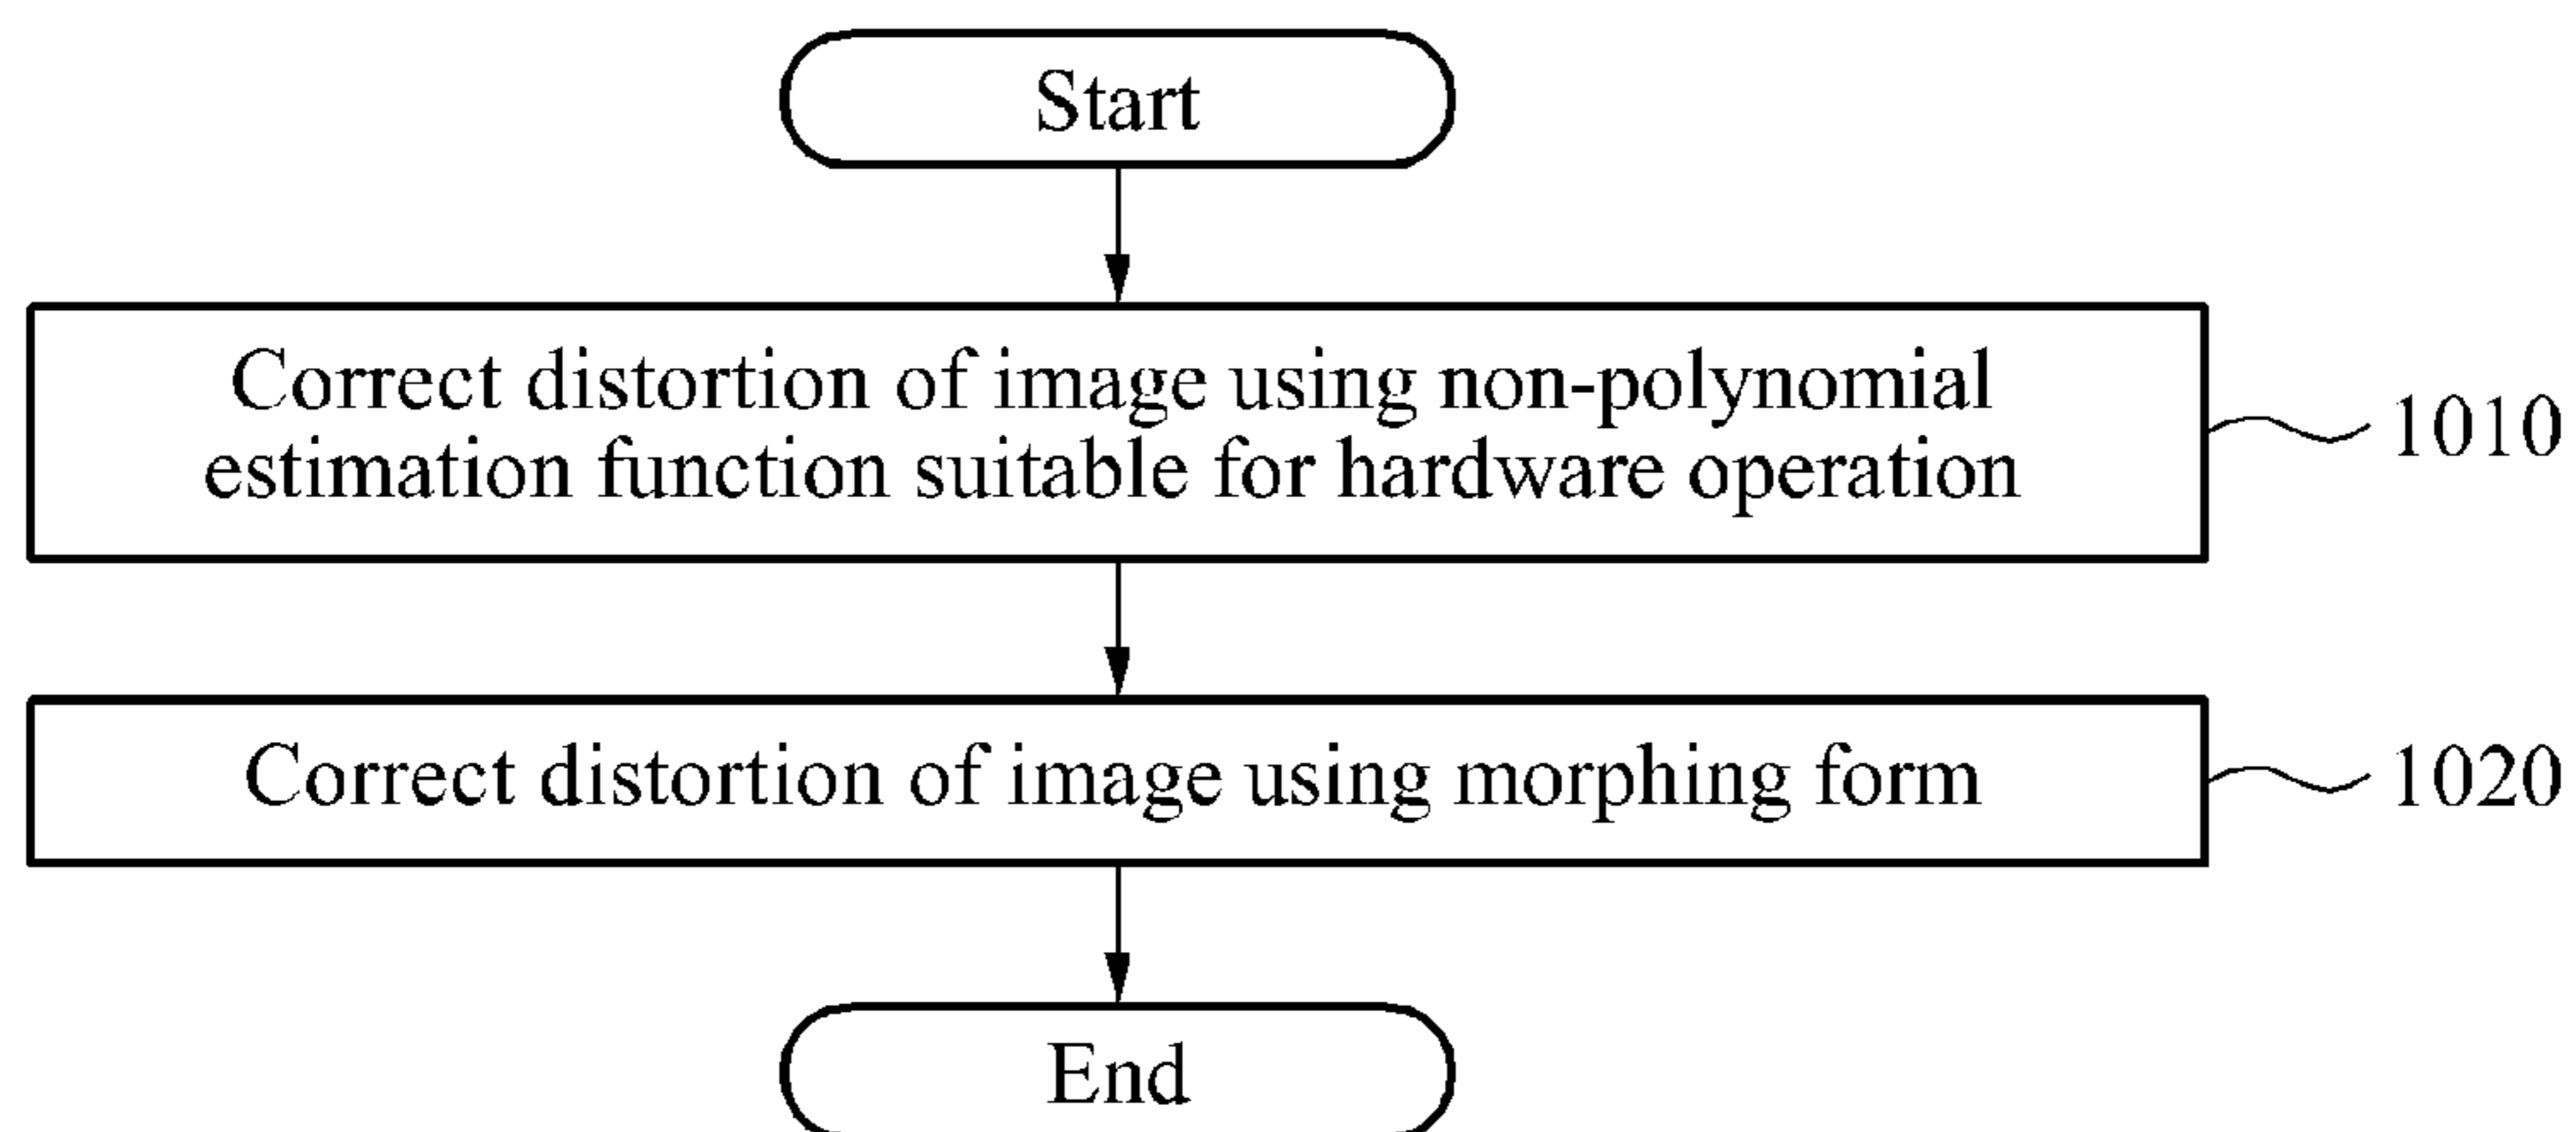 Start
Correct distortion of image using non-polynomial
estimation function suitable for hardware operation
1010
Correct distortion of image using morphing form
1020
End